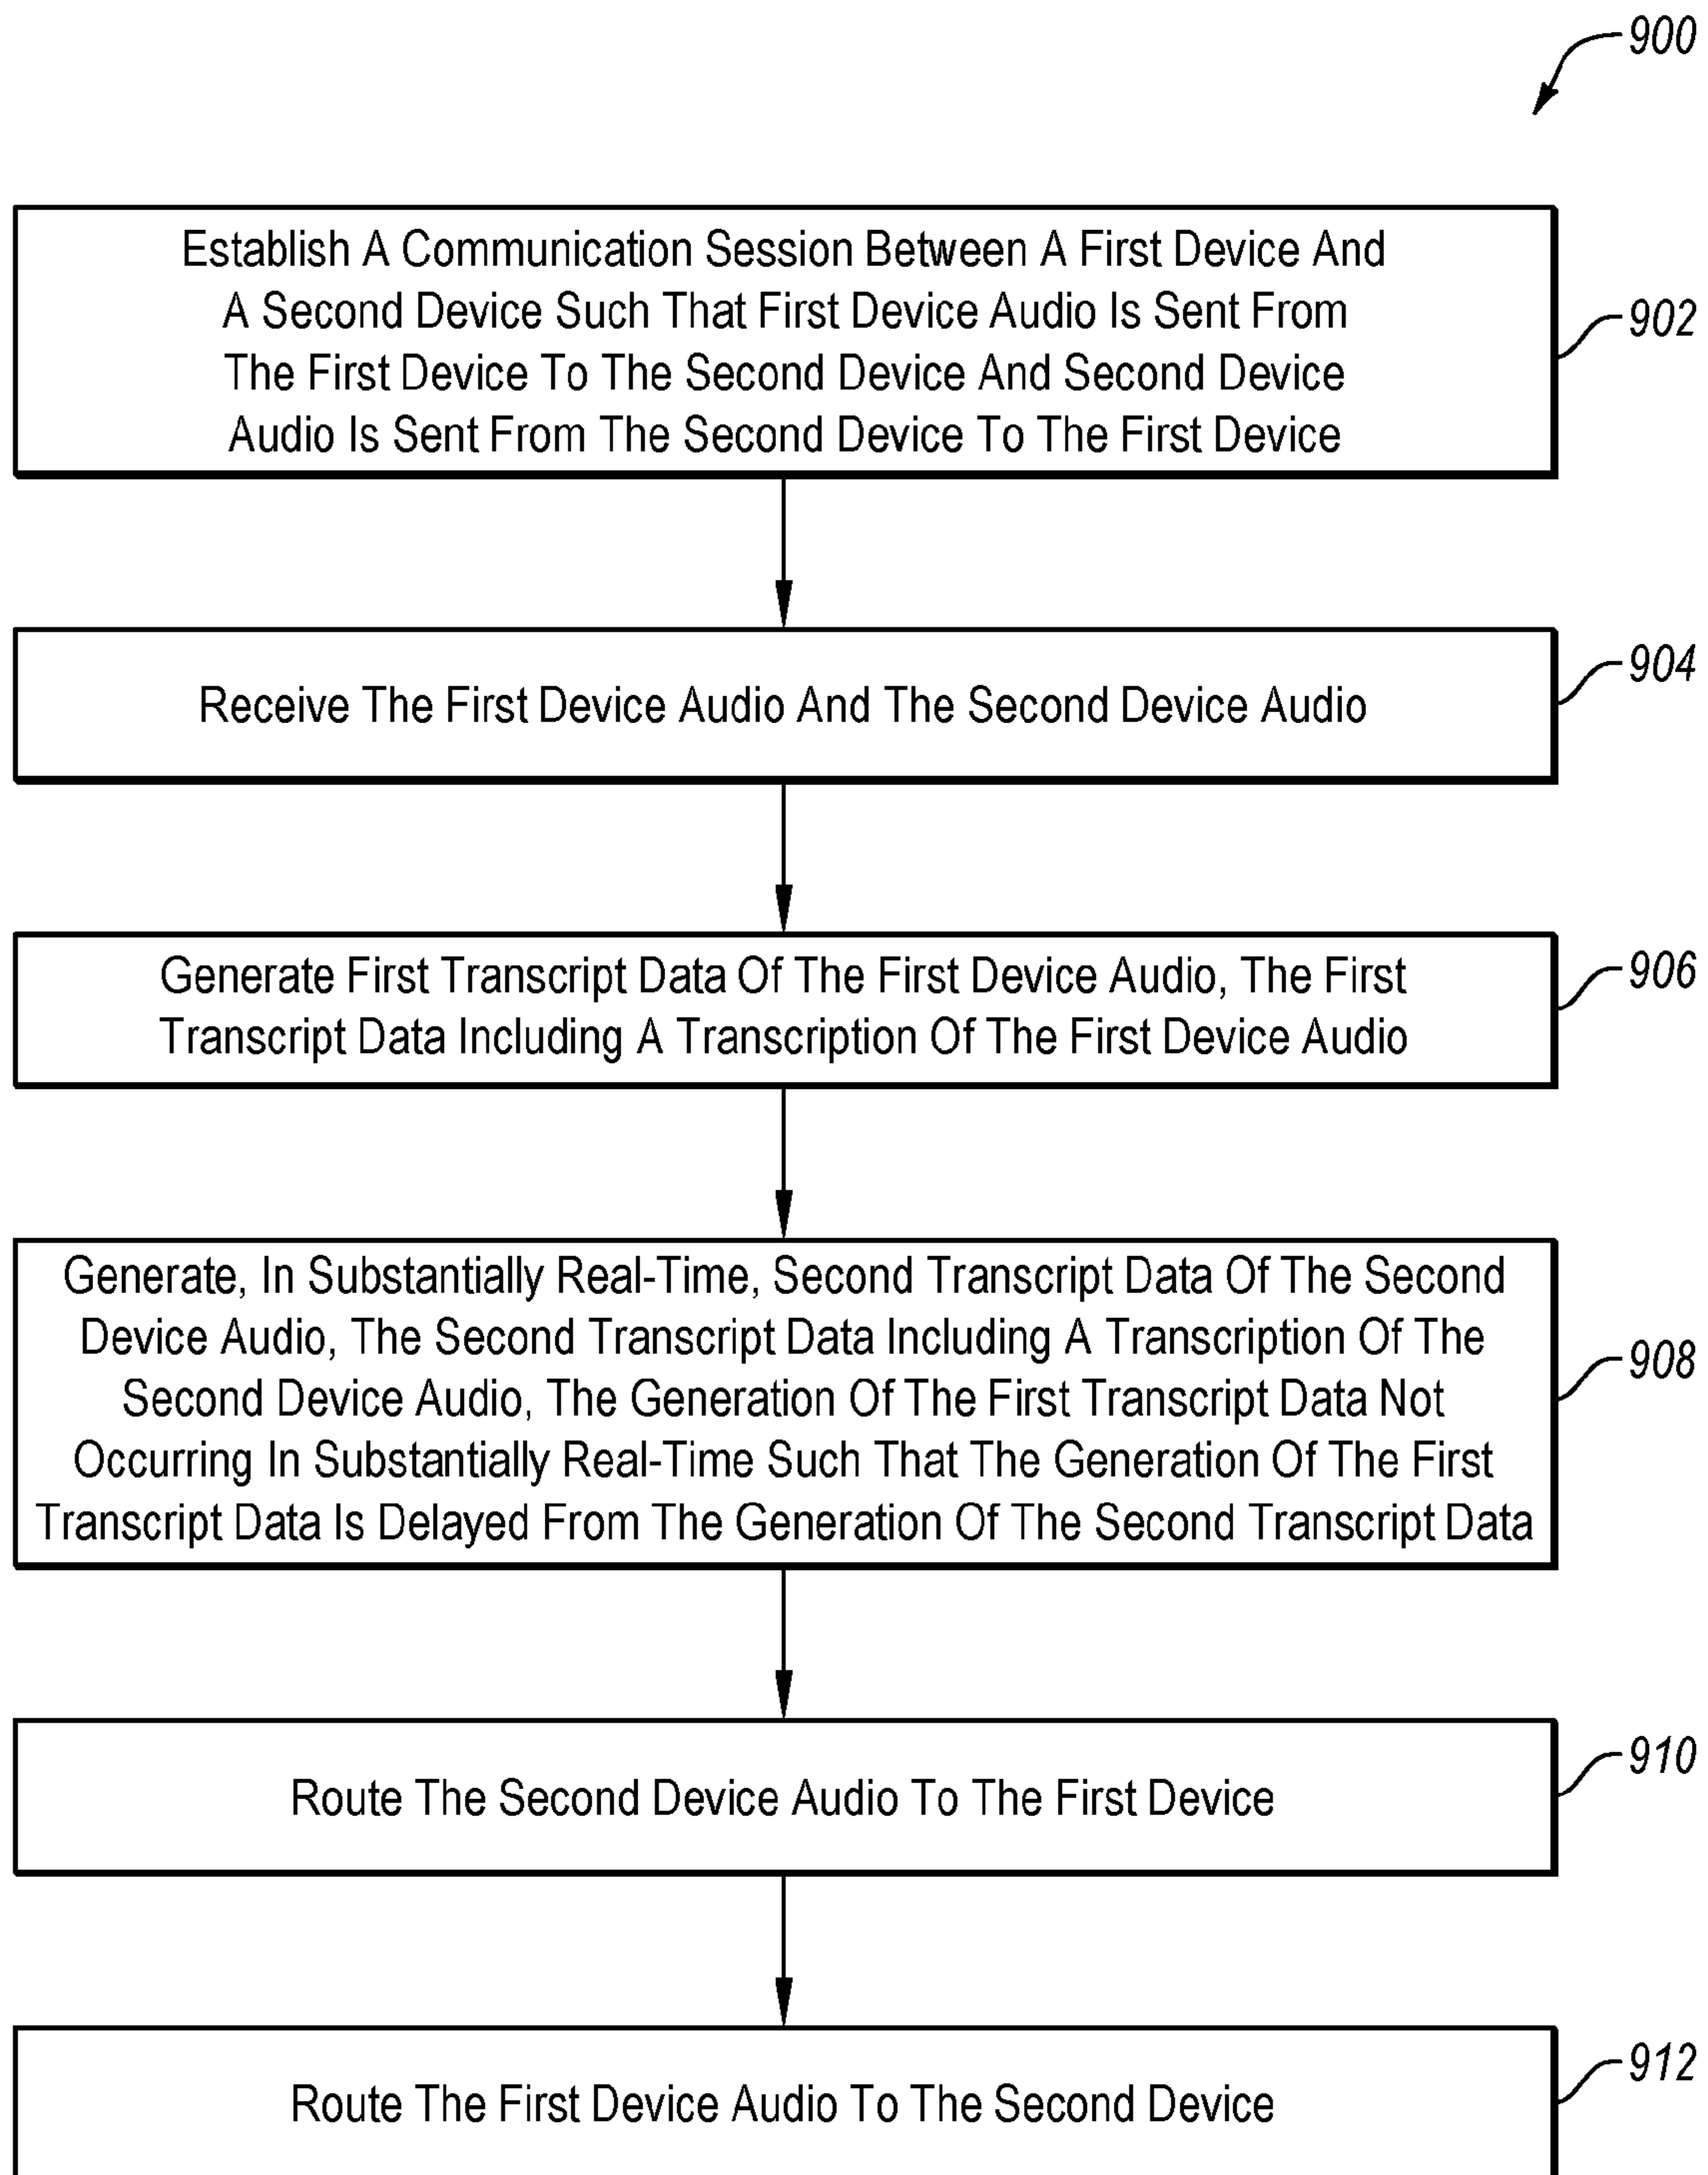 900
Establish A Communication Session Between A First Device And
A Second Device Such That First Device Audio Is Sent From
The First Device To The Second Device And Second Device
Audio Is Sent From The Second Device To The First Device
902
Receive The First Device Audio And The Second Device Audio
904
Generate First Transcript Data Of The First Device Audio, The First
Transcript Data Including A Transcription Of The First Device Audio
906
Generate, In Substantially Real-Time, Second Transcript Data Of The Second
Device Audio, The Second Transcript Data Including A Transcription Of The
Second Device Audio, The Generation Of The First Transcript Data Not
Occurring In Substantially Real-Time Such That The Generation Of The First
Transcript Data Is Delayed From The Generation Of The Second Transcript Data
908
Route The Second Device Audio To The First Device
910
Route The First Device Audio To The Second Device
912